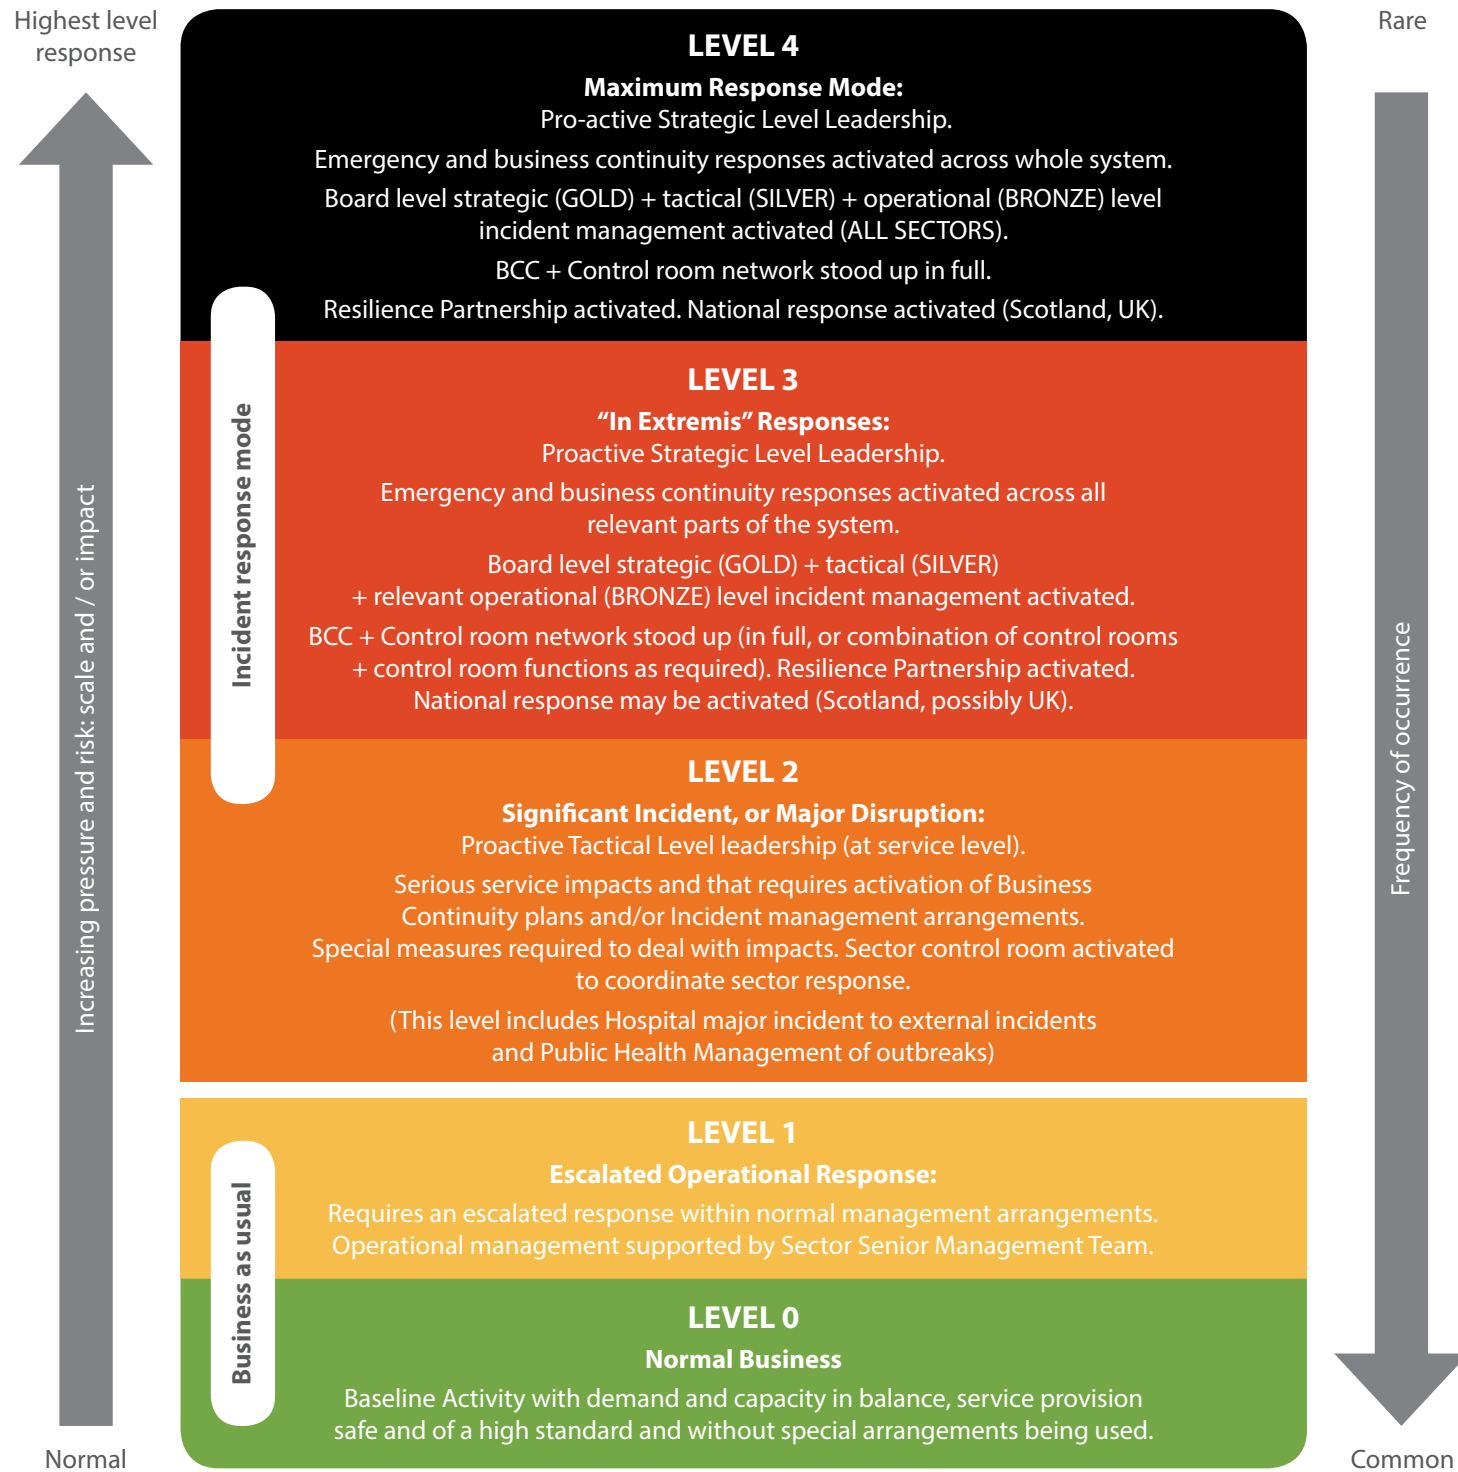 Highest level
response
Rare
LEVEL 4
Maximum Response Mode:
Pro-active Strategic Level Leadership.
Emergency and business continuity responses activated across whole system.
Board level strategic (GOLD) + tactical (SILVER) + operational (BRONZE) level
incident management activated (ALL SECTORS).
BCC + Control room network stood up in full.
Resilience Partnership activated. National response activated (Scotland, UK).
Incident response mode
LEVEL 3
“In Extremis” Responses:
Proactive Strategic Level Leadership.
Emergency and business continuity responses activated across all
relevant parts of the system.
Board level strategic (GOLD) + tactical (SILVER)
+ relevant operational (BRONZE) level incident management activated.
BCC + Control room network stood up (in full, or combination of control rooms
+ control room functions as required). Resilience Partnership activated.
National response may be activated (Scotland, possibly UK).
Increasing pressure and risk: scale and / or impact
Frequency of occurrence
LEVEL 2
Significant Incident, or Major Disruption:
Proactive Tactical Level leadership (at service level).
Serious service impacts and that requires activation of Business
Continuity plans and/or Incident management arrangements.
Special measures required to deal with impacts. Sector control room activated
to coordinate sector response.
(This level includes Hospital major incident to external incidents
and Public Health Management of outbreaks)
Business as usual
LEVEL 1
Escalated Operational Response:
Requires an escalated response within normal management arrangements.
Operational management supported by Sector Senior Management Team.
LEVEL 0
Normal Business
Baseline Activity with demand and capacity in balance, service provision
safe and of a high standard and without special arrangements being used.
Normal
Common